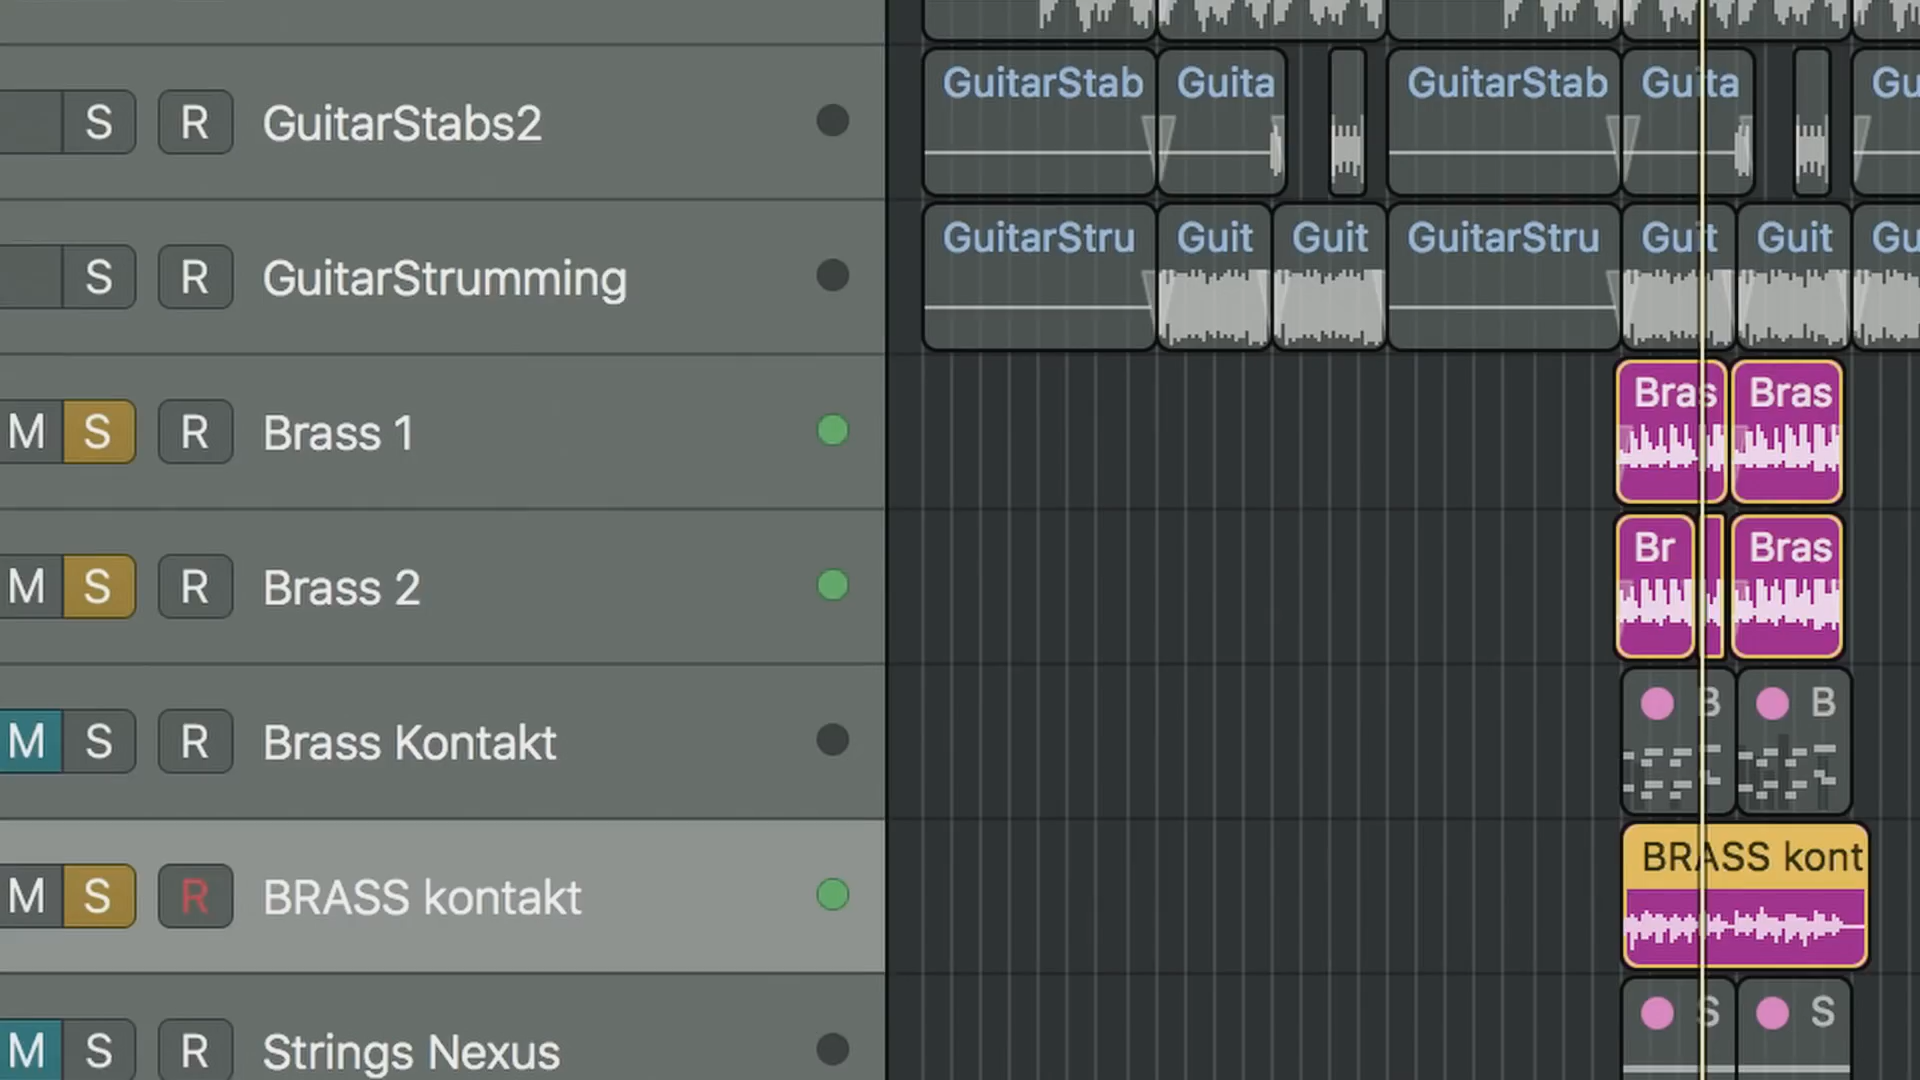 S R GuitarStabs2 GuitarStab Guita GuitarStab Guita Gu
S R GuitarStrumming GuitarStru Guit Guit GuitarStru Guit Guit Gu
M S R Brass 1 Bras Bras
M S R Brass 2 Br Bras
M S R Brass Kontakt B B
M S R BRASS kontakt BRASS kont
M S R Strings Nexus S S